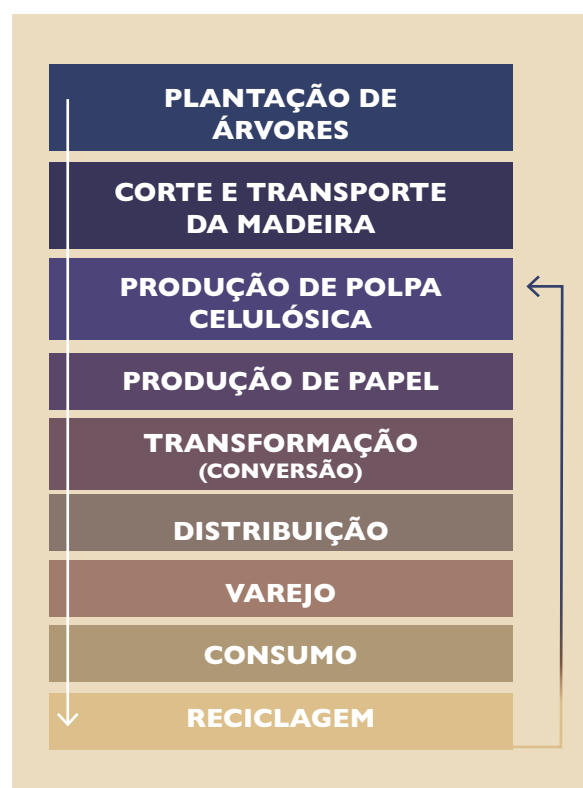 PLANTAÇÃO DE
ÁRVORES
CORTE E TRANSPORTE
DA MADEIRA
PRODUÇÃO DE POLPA
CELULÓSICA
PRODUÇÃO DE PAPEL
TRANSFORMAÇÃO
(CONVERSÃO)
DISTRIBUIÇÃO
VAREJO
CONSUMO
RECICLAGEM